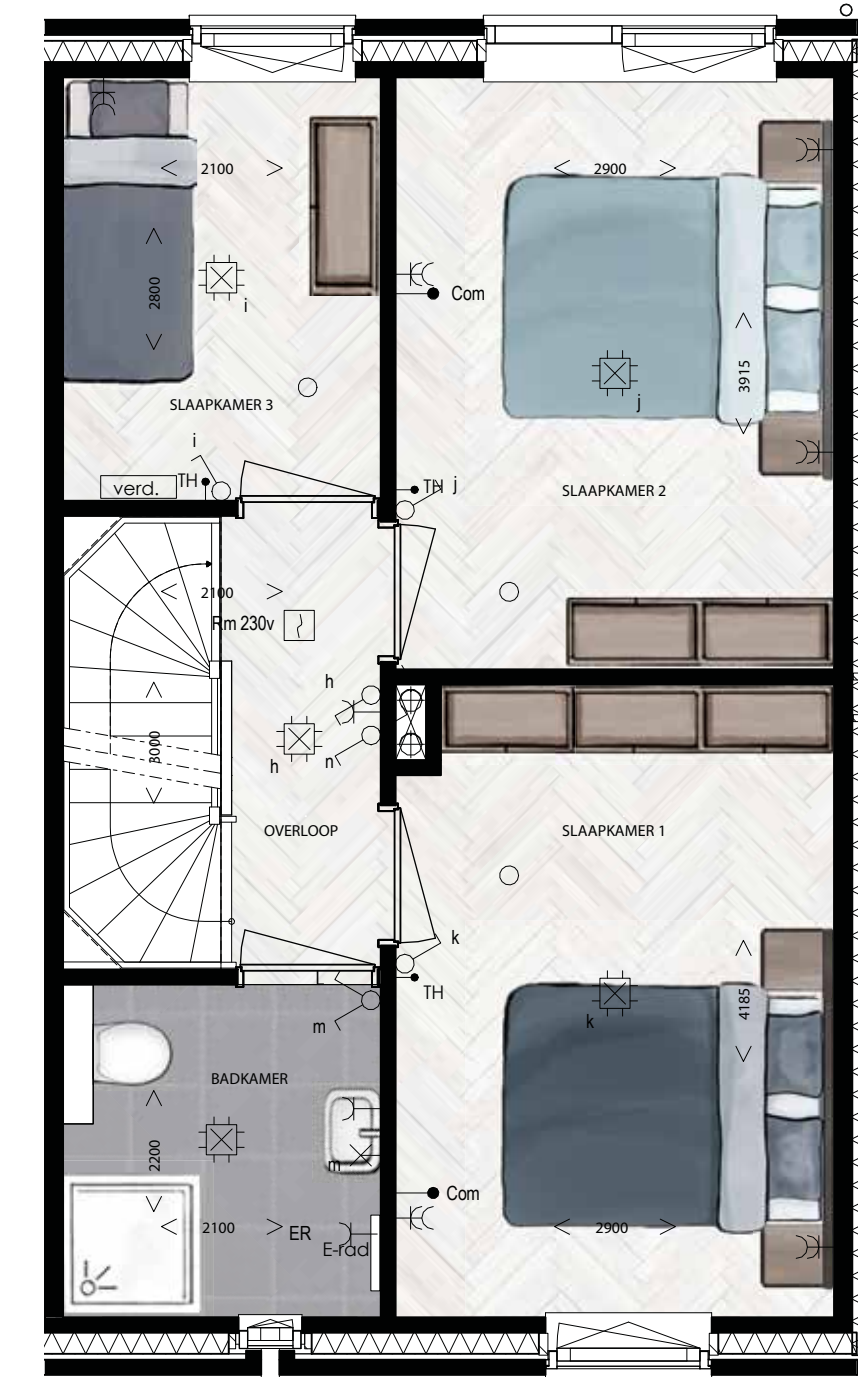 2100
2900
2800
i
Com
3915
j
SLAAPKAMER 3
i
verd.
TH
TH
j
SLAAPKAMER 2
2100
Rm 230v
h
3000
h
n
OVERLOOP
SLAAPKAMER 1
k
TH
m
k
4185
BADKAMER
2200
m
Com
2100
ER
E-rad
2900